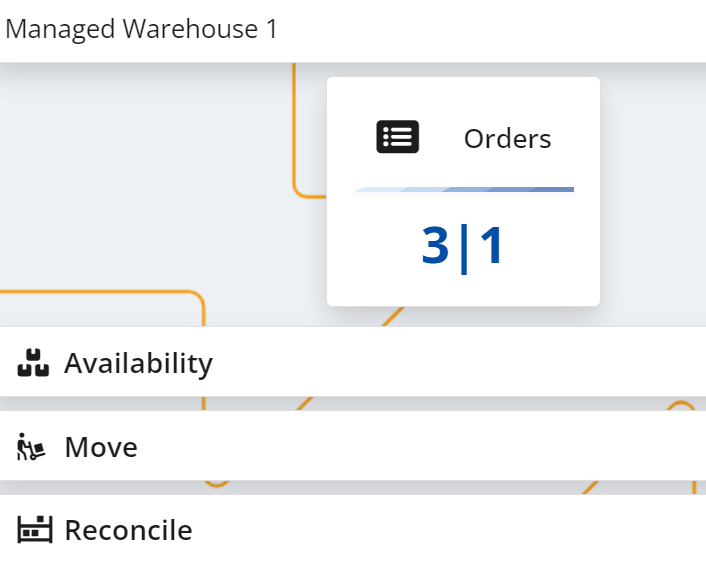 Managed Warehouse 1
Orders
3|1
Availability
Move
Reconcile